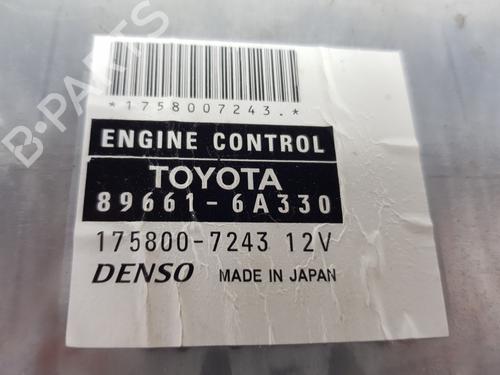 *1758007243.*
ENGINE CONTROL
TOYOTA
89661-6A330
175800-7243 12V
DENSO MADE IN JAPAN
B-PARTS